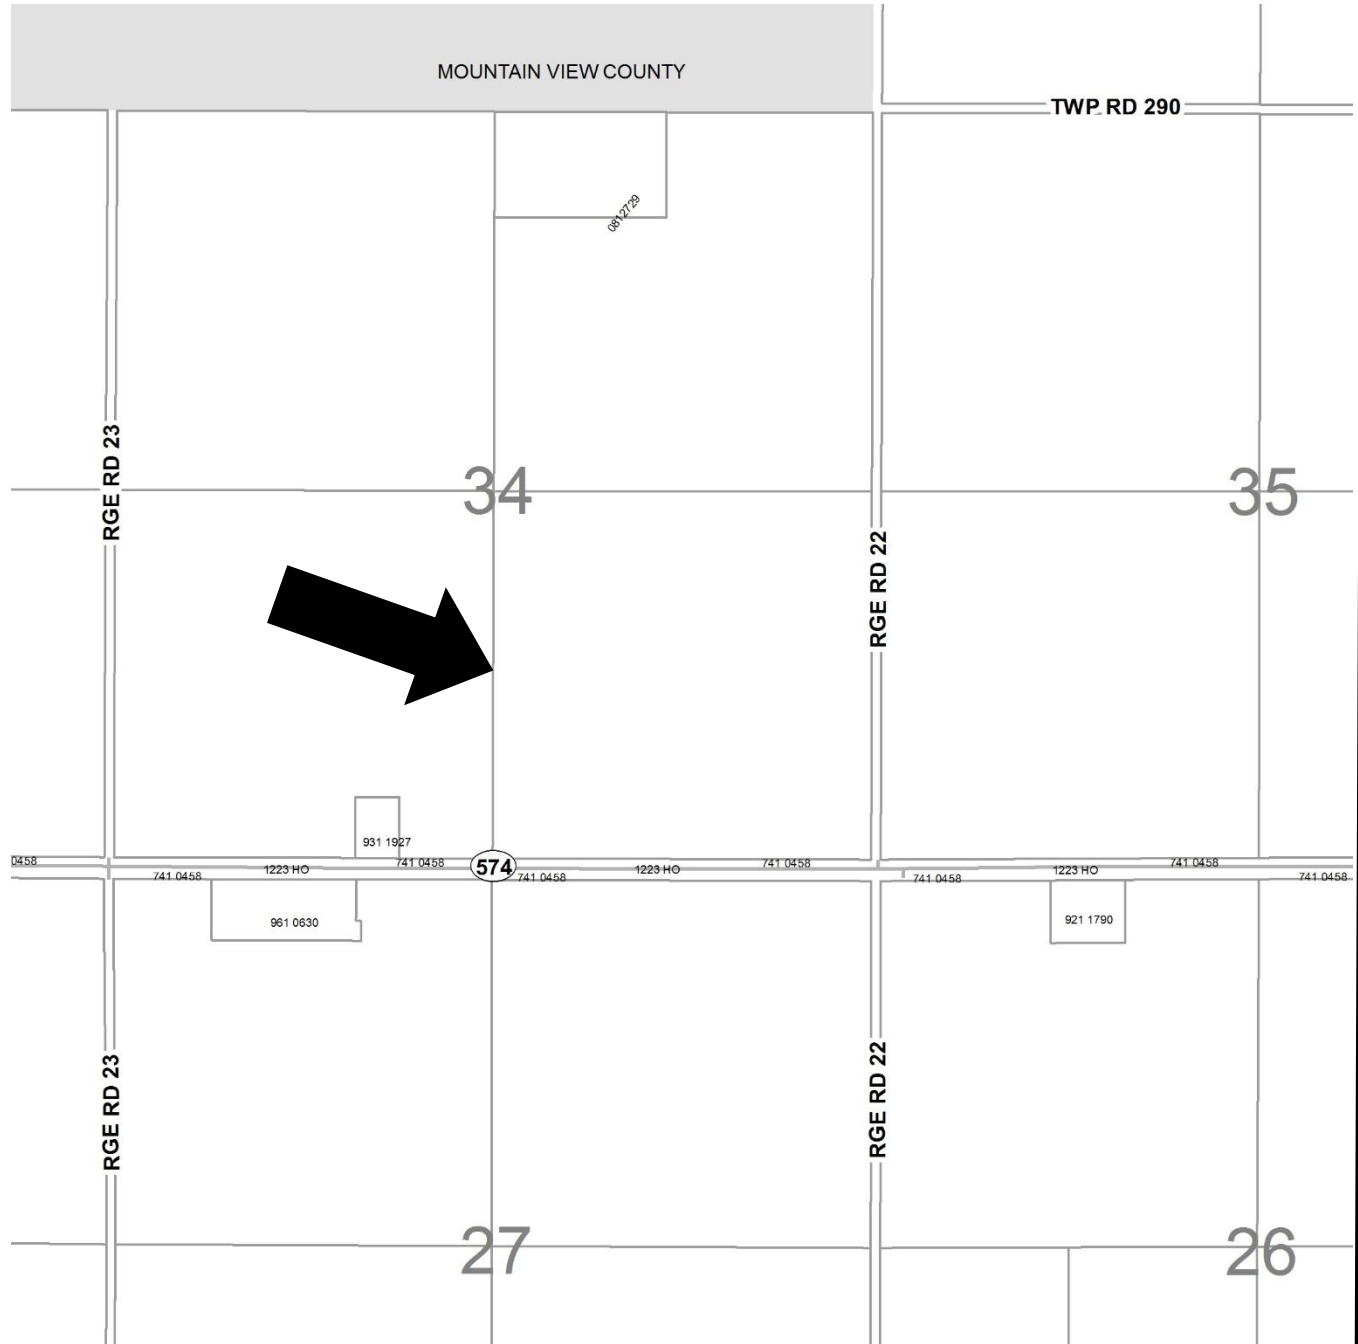 MOUNTAIN VIEW COUNTY
TWP RD 290
0812729
RGE RD 23
34
35
RGE RD 22
931 1927
0458
741 0458
1223 HO
741 0458
574
741 0458
1223 HO
741 0458
741 0458
1223 HO
741 0458
741 0458
961 0630
921 1790
RGE RD 23
RGE RD 22
27
26